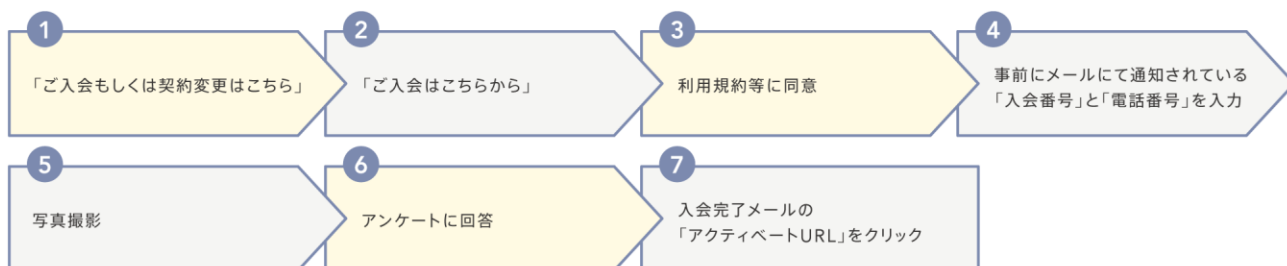 1
「ご入会もしくは契約変更はこちら」
2
「ご入会はこちらから」
3
利用規約等に同意
4
事前にメールにて通知されている
「入会番号」と「電話番号」を入力
5
写真撮影
6
アンケートに回答
7
入会完了メールの
「アクティベートURL」をクリック